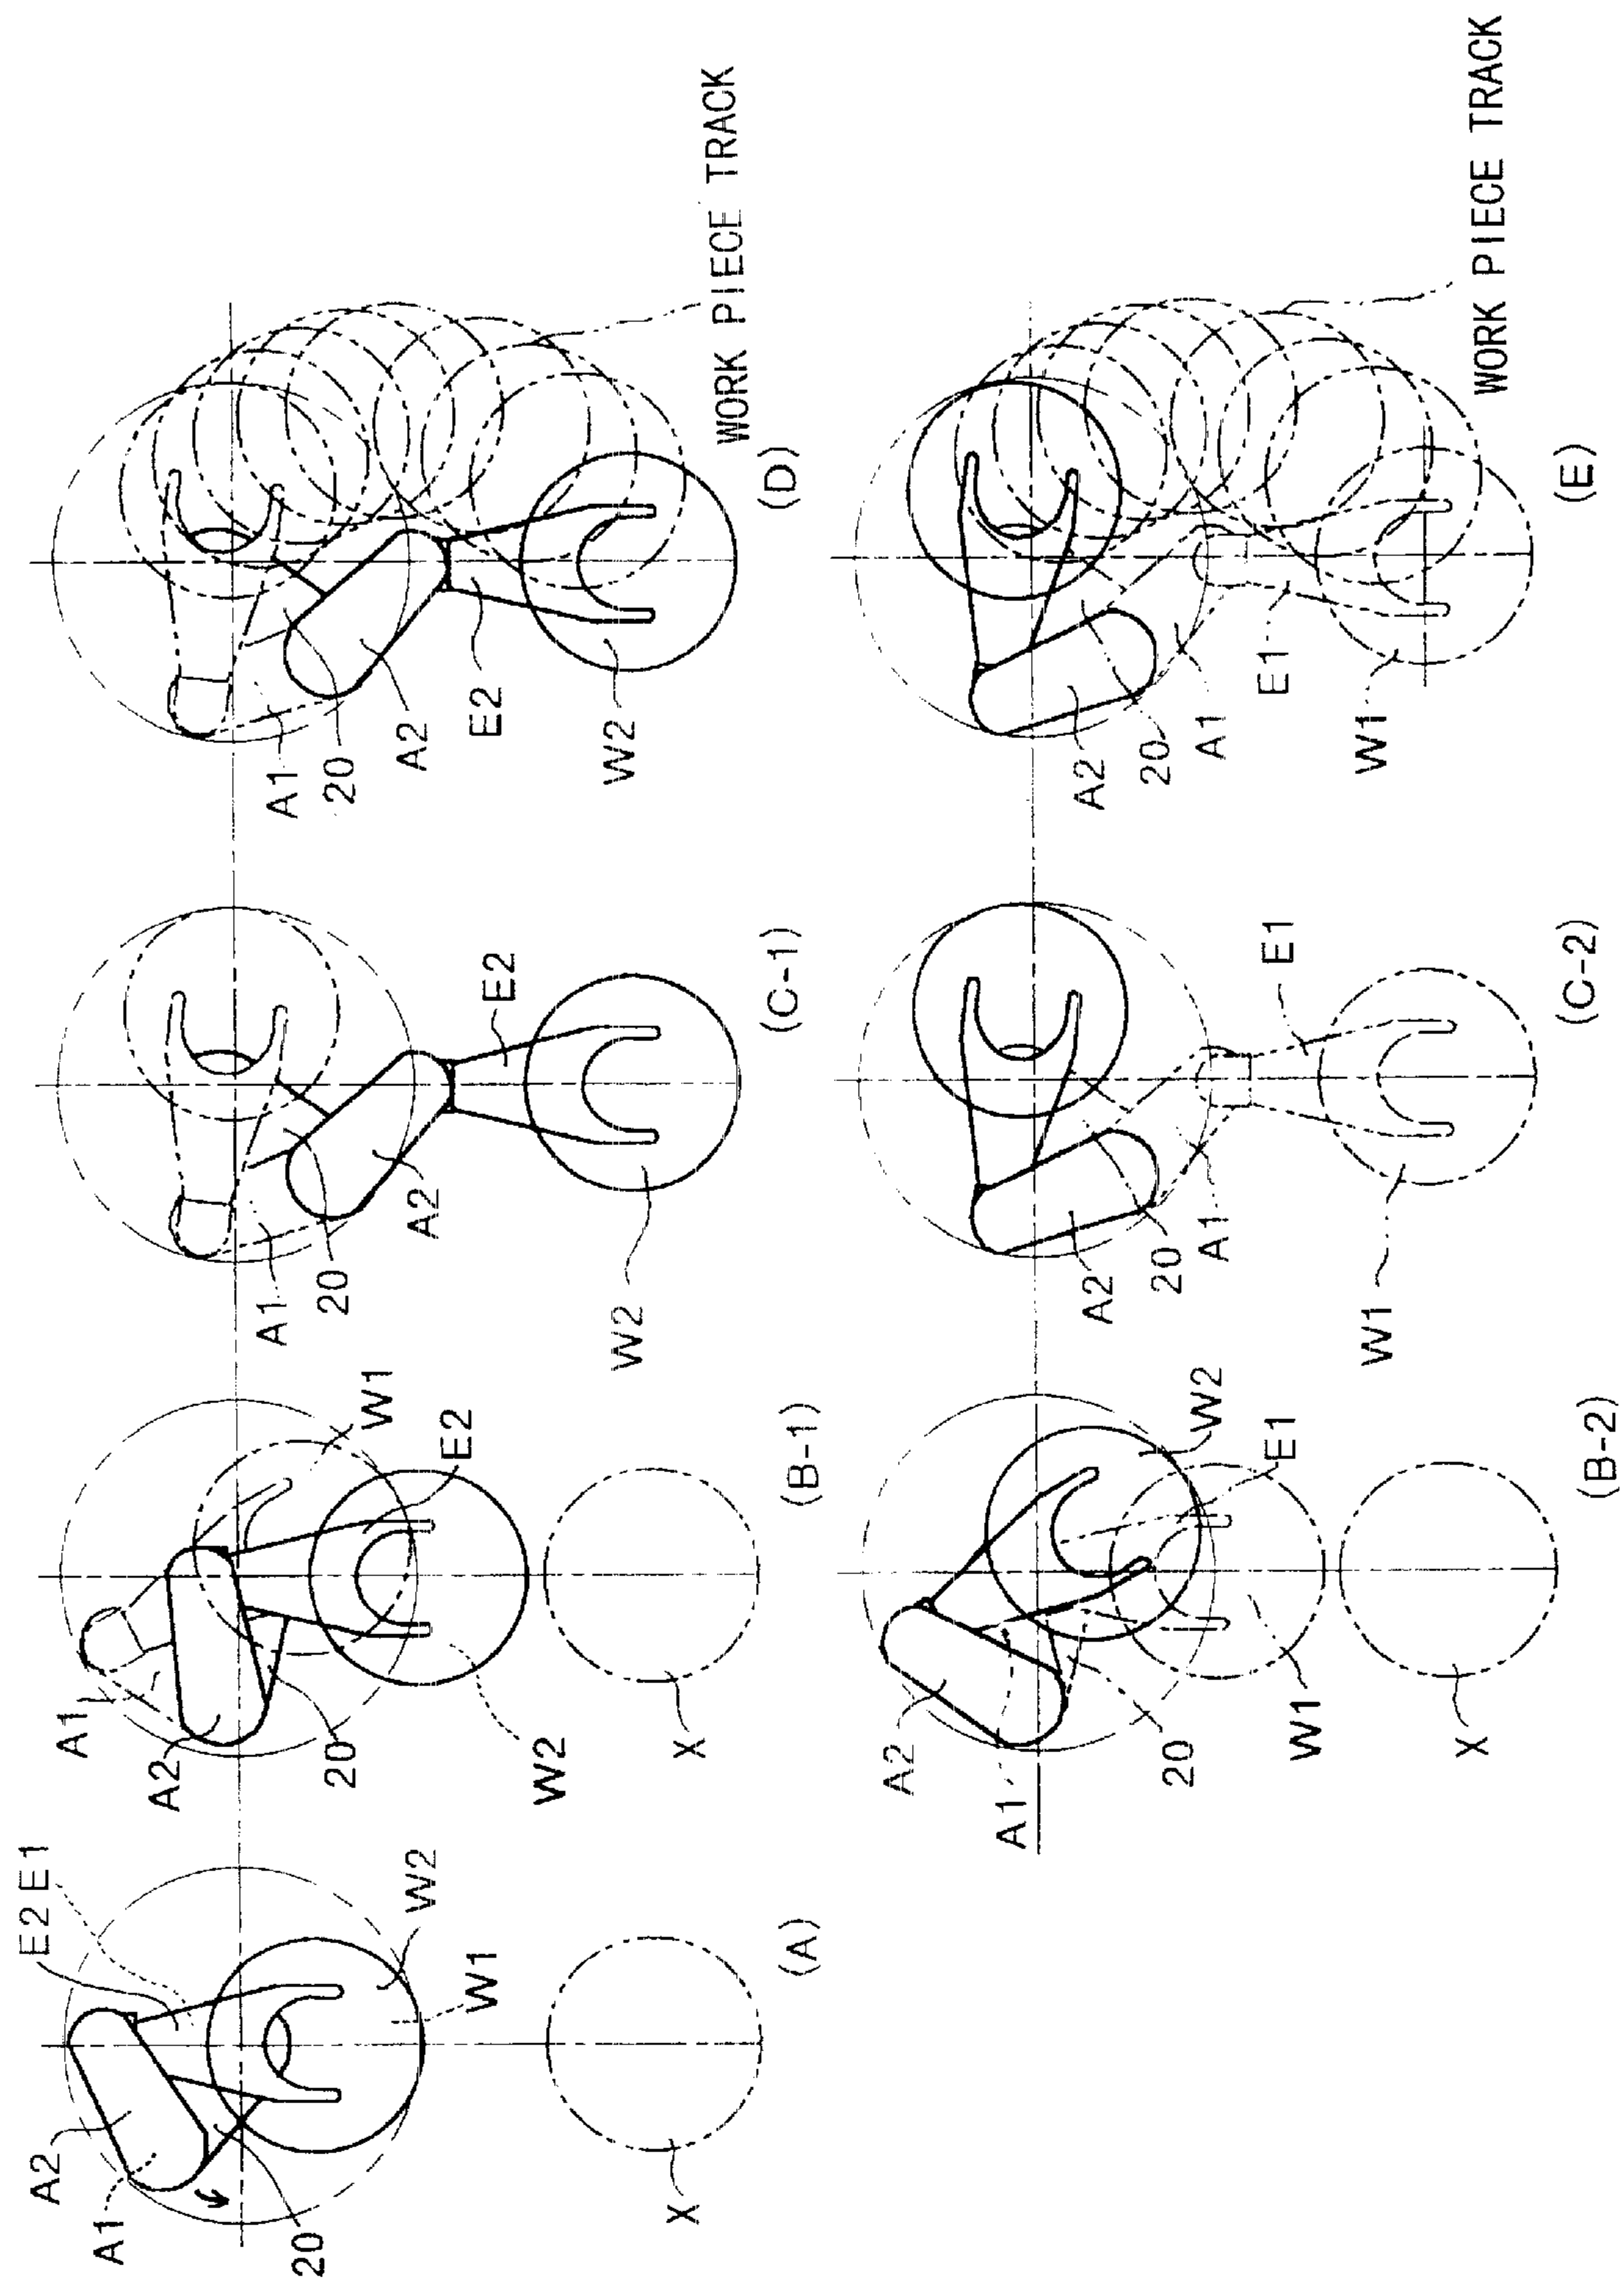 E2 E1
A2
A1
W2
W1
20
X
(A)
A1
A2
20
W1
E2
W2
X
(B-1)
A1
20
A2
E2
W2
(C-1)
A1
20
A2
E2
W2
WORK PIECE TRACK
(D)
A2
A1
20
W2
E1
W1
X
(B-2)
A2
20
A1
E1
W1
(C-2)
A2
20
A1
E1
W1
WORK PIECE TRACK
(E)